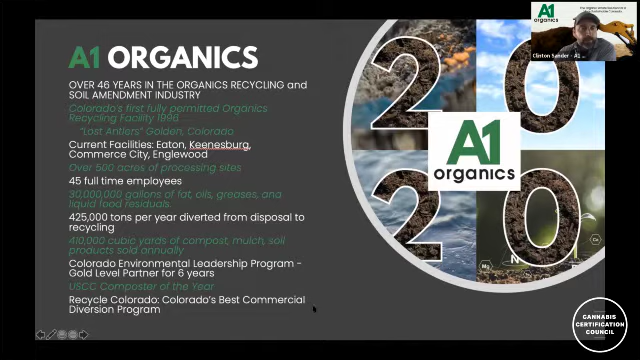 A1 ORGANICS
OVER 46 YEARS IN THE ORGANICS RECYCLING and
SOIL AMENDMENT INDUSTRY
Colorado's first fully permitted Organics
Recycling Facility 1996
"Lost Antlers" Golden, Colorado
Current Facilities: Eaton, Keenesburg,
Commerce City, Englewood
Over 500 acres of processing sites
45 full time employees
30,000,000 gallons of fat, oils, greases, and
liquid food residuals.
425,000 tons per year diverted from disposal to
recycling
410,000 cubic yards of compost, mulch, soil
products sold annually
Colorado Environmental Leadership Program -
Gold Level Partner for 6 years
USCC Composter of the Year
Recycle Colorado: Colorado's Best Commercial
Diversion Program
2020
A1
organics
Mg
N
Ca
A1
organics
Clinton Sander - A1 ...
CANNABIS
CERTIFICATION
COUNCIL